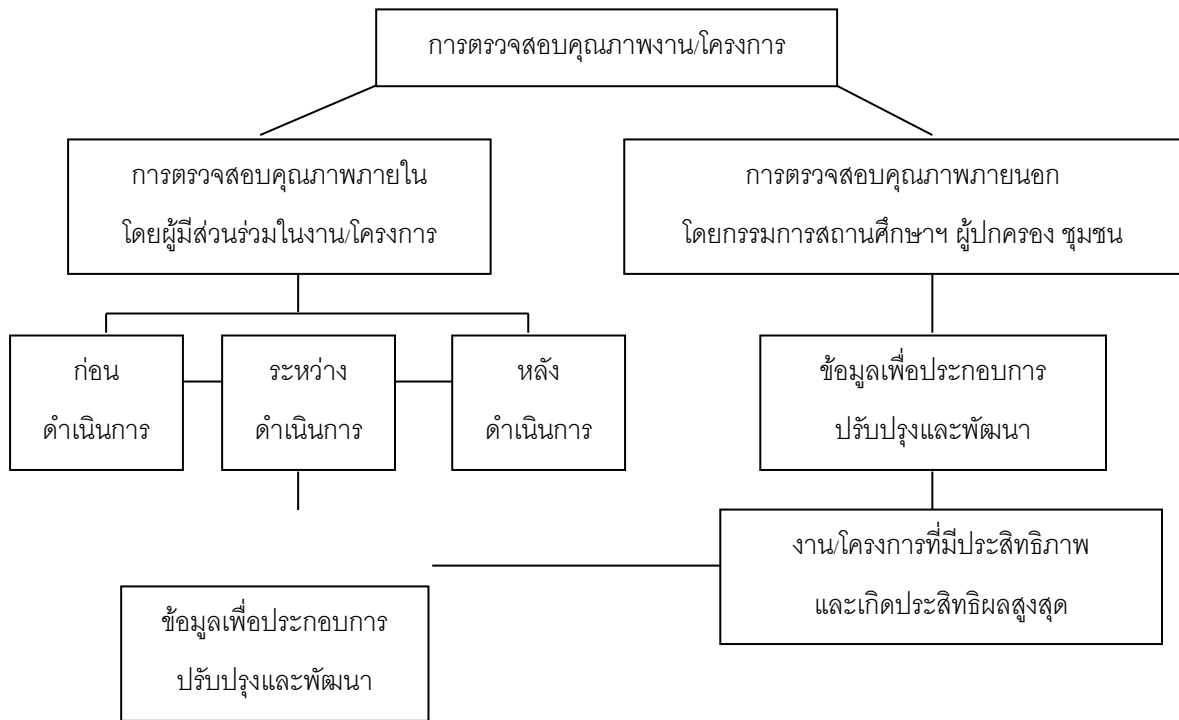 การตรวจสอบคุณภาพงาน/โครงการ
การตรวจสอบคุณภาพภายใน
โดยผู้มีส่วนร่วมในงาน/โครงการ
การตรวจสอบคุณภาพภายนอก
โดยกรรมการสถานศึกษาฯ ผู้ปกครอง ชุมชน
ก่อน
ดำเนินการ
ระหว่าง
ดำเนินการ
หลัง
ดำเนินการ
ข้อมูลเพื่อประกอบการ
ปรับปรุงและพัฒนา
งาน/โครงการที่มีประสิทธิภาพ
และเกิดประสิทธิผลสูงสุด
ข้อมูลเพื่อประกอบการ
ปรับปรุงและพัฒนา